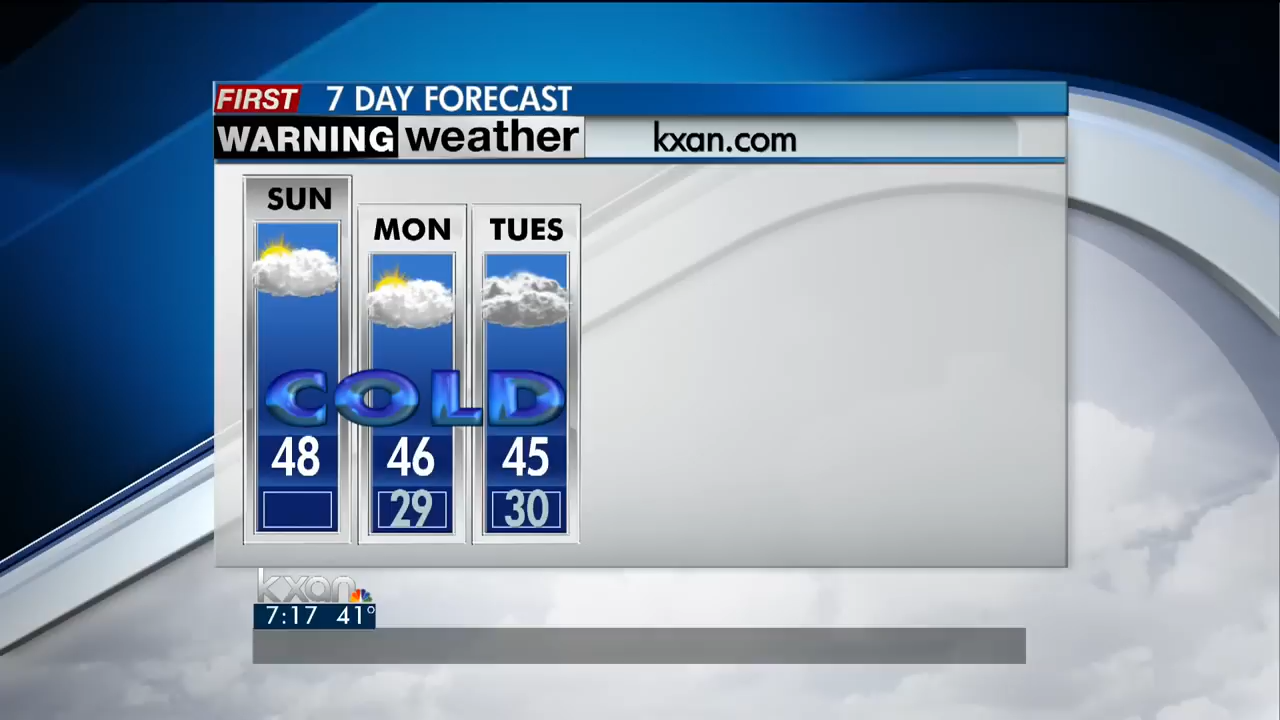 FIRST 7 DAY FORECAST
WARNING weather kxan.com
SUN
MON TUES
COLD
48 46 45
29 30
kxan
7:17 41°